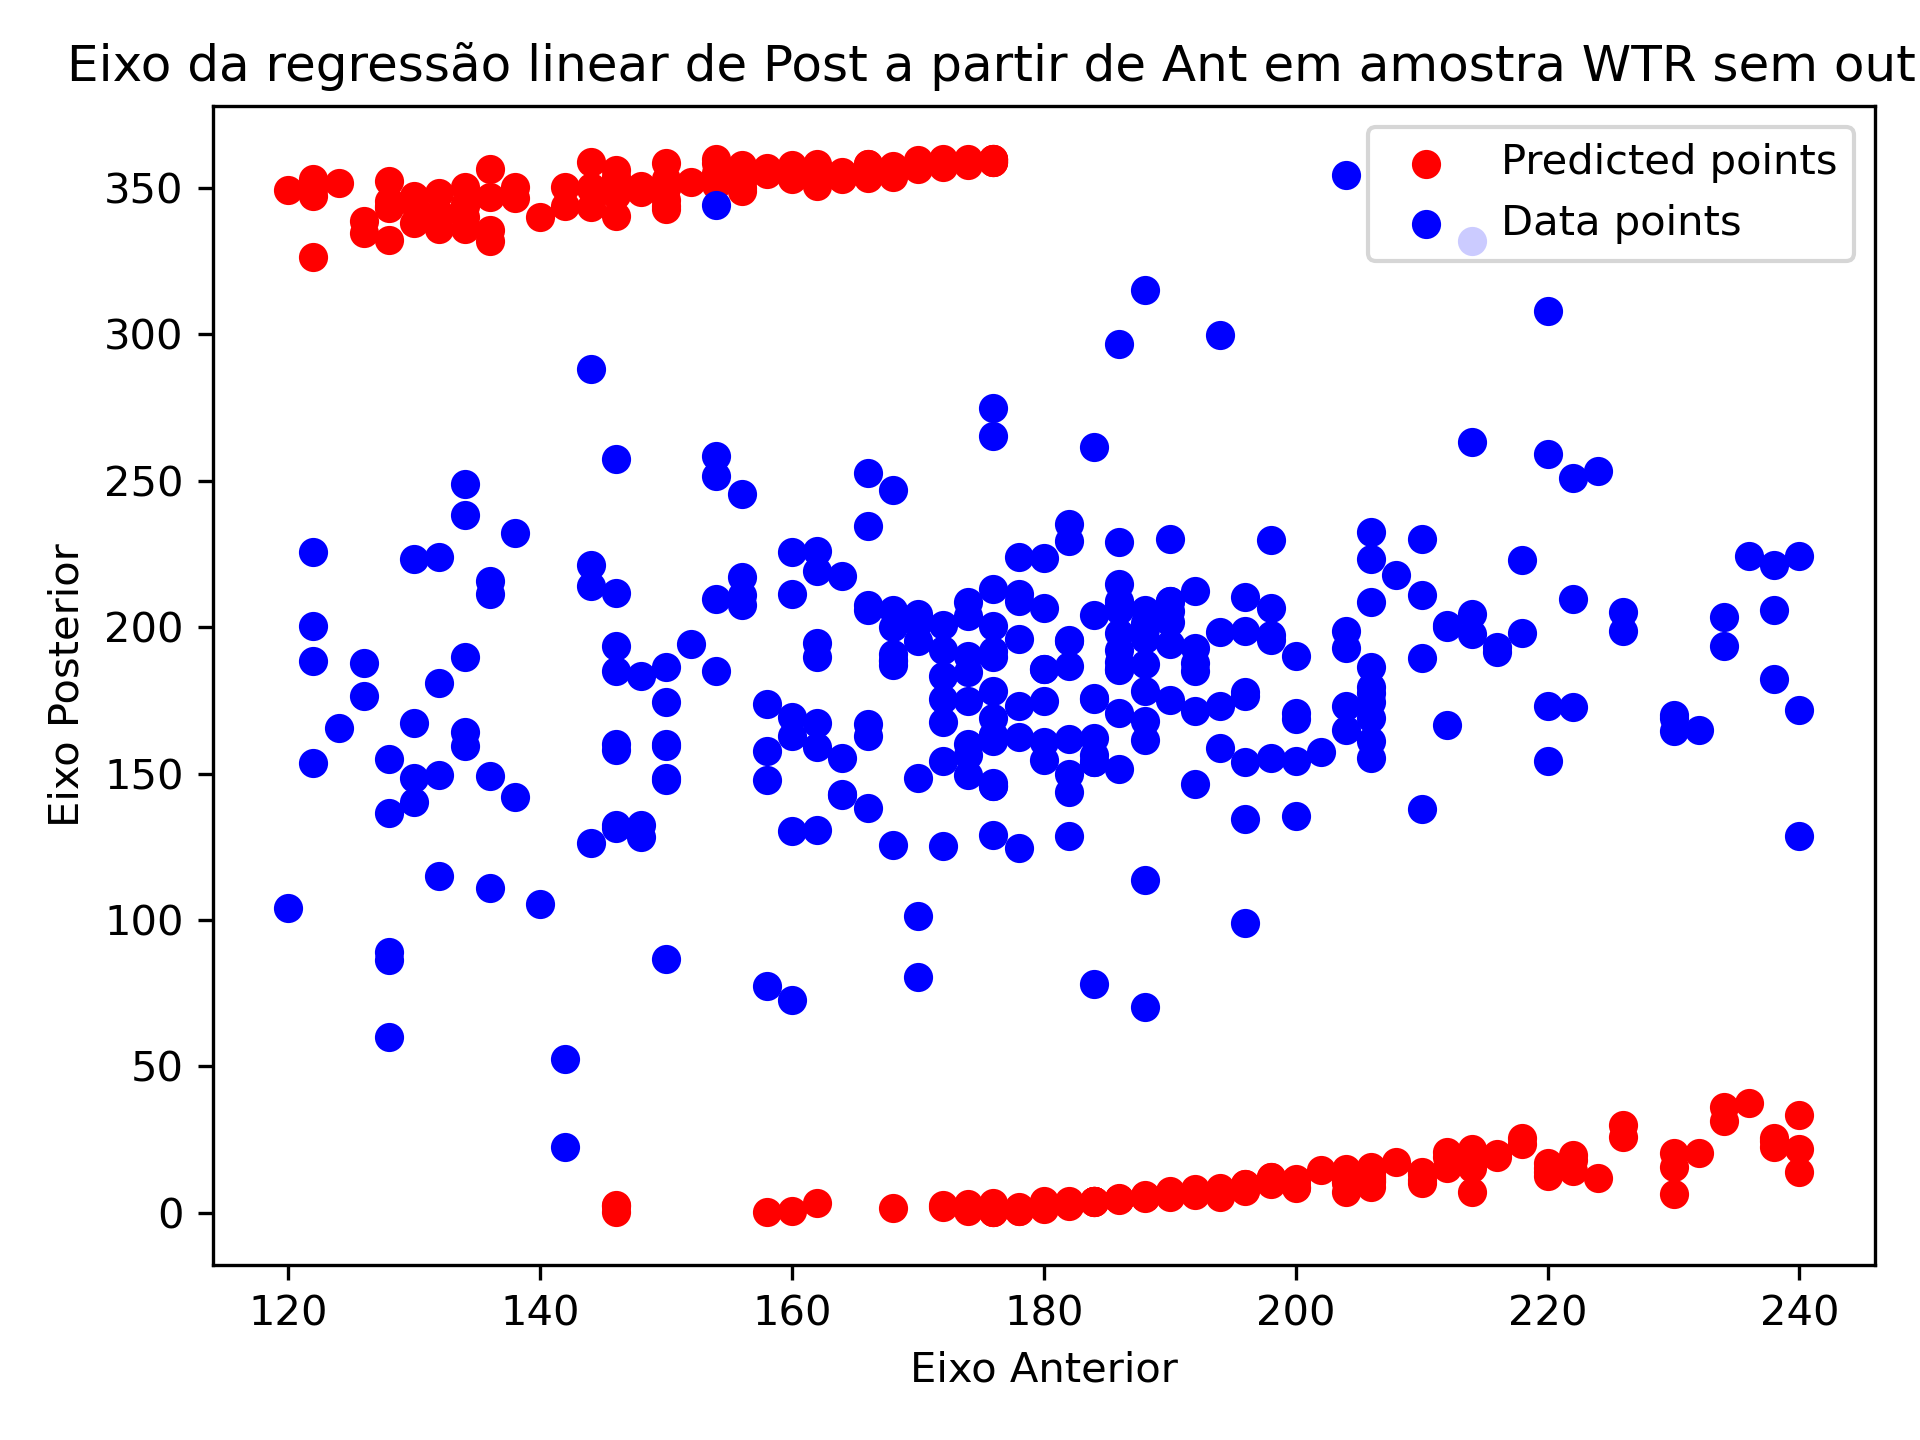 Eixo da regressão linear de Post a partir de Ant em amostra WTR sem out
Predicted points
Data points
350
300
250
200
150
100
50
0
Eixo Posterior
120 140 160 180 200 220 240
Eixo Anterior